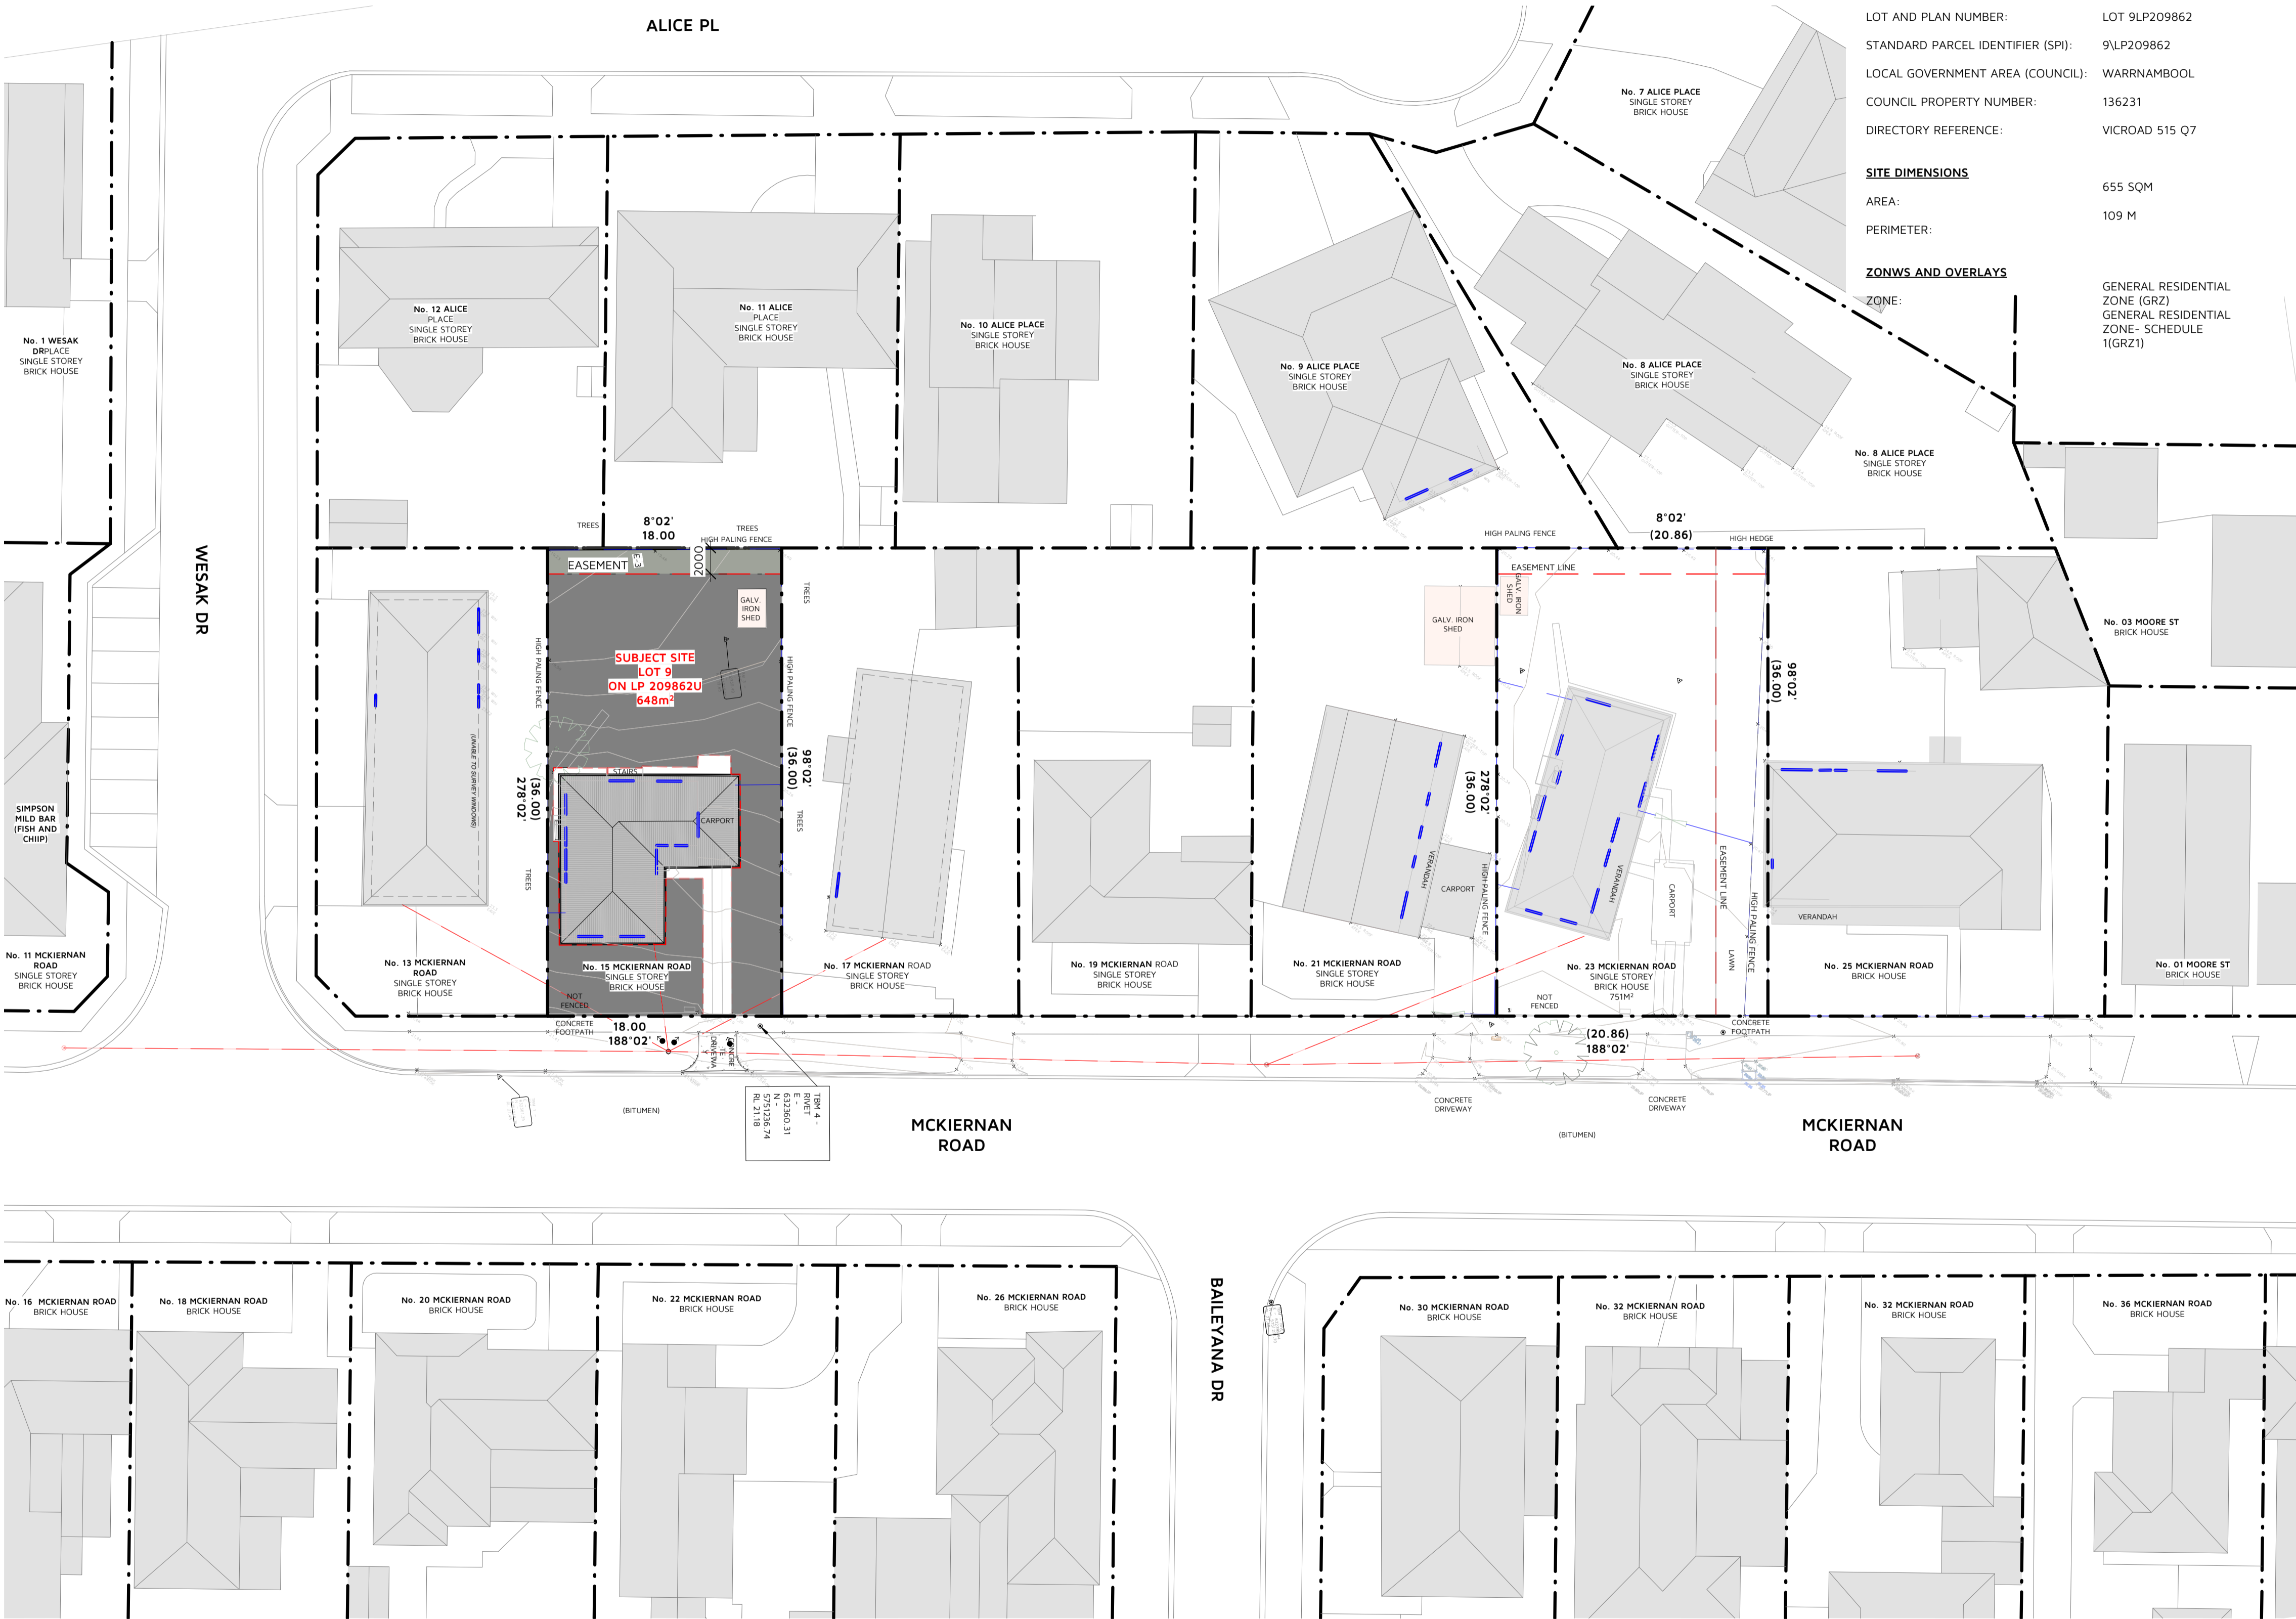 ALICE PL
LOT AND PLAN NUMBER: LOT 9LP209862
STANDARD PARCEL IDENTIFIER (SPI): 9\LP209862
LOCAL GOVERNMENT AREA (COUNCIL): WARRNAMBOOL
COUNCIL PROPERTY NUMBER: 136231
DIRECTORY REFERENCE: VICROAD 515 Q7
SITE DIMENSIONS
655 SQM
AREA:
109 M
PERIMETER:
ZONWS AND OVERLAYS
ZONE:
GENERAL RESIDENTIAL
ZONE (GRZ)
GENERAL RESIDENTIAL
ZONE- SCHEDULE
1(GRZ1)
No. 7 ALICE PLACE
SINGLE STOREY
BRICK HOUSE
No. 1 WESAK
DRPLACE
SINGLE STOREY
BRICK HOUSE
No. 12 ALICE
PLACE
SINGLE STOREY
BRICK HOUSE
No. 11 ALICE
PLACE
SINGLE STOREY
BRICK HOUSE
No. 10 ALICE PLACE
SINGLE STOREY
BRICK HOUSE
No. 9 ALICE PLACE
SINGLE STOREY
BRICK HOUSE
No. 8 ALICE PLACE
SINGLE STOREY
BRICK HOUSE
No. 8 ALICE PLACE
SINGLE STOREY
BRICK HOUSE
WESAK DR
TREES
8°02'
18.00
TREES
HIGH PALING FENCE
EASEMENT
E-3
2000
GALV.
IRON
SHED
TREES
SUBJECT SITE
LOT 9
ON LP 209862U
648m²
HIGH PALING FENCE
HIGH PALING FENCE
98°02'
(36.00)
(36.00)
278°02'
STAIRS
CARPORT
TREES
TREES
(UNABLE TO SURVEY WINDOWS)
HIGH PALING FENCE
8°02'
(20.86)
HIGH HEDGE
EASEMENT LINE
GALV. IRON
SHED
GALV. IRON
SHED
98°02'
(36.00)
278°02'
(36.00)
No. 03 MOORE ST
BRICK HOUSE
SIMPSON
MILD BAR
(FISH AND
CHIIP)
VERANDAH
CARPORT
HIGH PALING FENCE
VERANDAH
CARPORT
EASEMENT LINE
HIGH PALING FENCE
LAWN
VERANDAH
No. 11 MCKIERNAN
ROAD
SINGLE STOREY
BRICK HOUSE
No. 13 MCKIERNAN
ROAD
SINGLE STOREY
BRICK HOUSE
No. 15 MCKIERNAN ROAD
SINGLE STOREY
BRICK HOUSE
NOT
FENCED
No. 17 MCKIERNAN ROAD
SINGLE STOREY
BRICK HOUSE
No. 19 MCKIERNAN ROAD
SINGLE STOREY
BRICK HOUSE
No. 21 MCKIERNAN ROAD
SINGLE STOREY
BRICK HOUSE
No. 23 MCKIERNAN ROAD
SINGLE STOREY
BRICK HOUSE
751M²
NOT
FENCED
No. 25 MCKIERNAN ROAD
BRICK HOUSE
No. 01 MOORE ST
BRICK HOUSE
CONCRETE
FOOTPATH
18.00
188°02'
CONCRE
TE
DRIVEWA
Y
(20.86)
188°02'
CONCRETE
FOOTPATH
TBM 4 -
RIVET
E -
632360.31
N -
5751236.74
RL 21.18
(BITUMEN)
MCKIERNAN
ROAD
CONCRETE
DRIVEWAY
CONCRETE
DRIVEWAY
(BITUMEN)
MCKIERNAN
ROAD
BAILEYANA DR
No. 16 MCKIERNAN ROAD
BRICK HOUSE
No. 18 MCKIERNAN ROAD
BRICK HOUSE
No. 20 MCKIERNAN ROAD
BRICK HOUSE
No. 22 MCKIERNAN ROAD
BRICK HOUSE
No. 26 MCKIERNAN ROAD
BRICK HOUSE
No. 30 MCKIERNAN ROAD
BRICK HOUSE
No. 32 MCKIERNAN ROAD
BRICK HOUSE
No. 32 MCKIERNAN ROAD
BRICK HOUSE
No. 36 MCKIERNAN ROAD
BRICK HOUSE